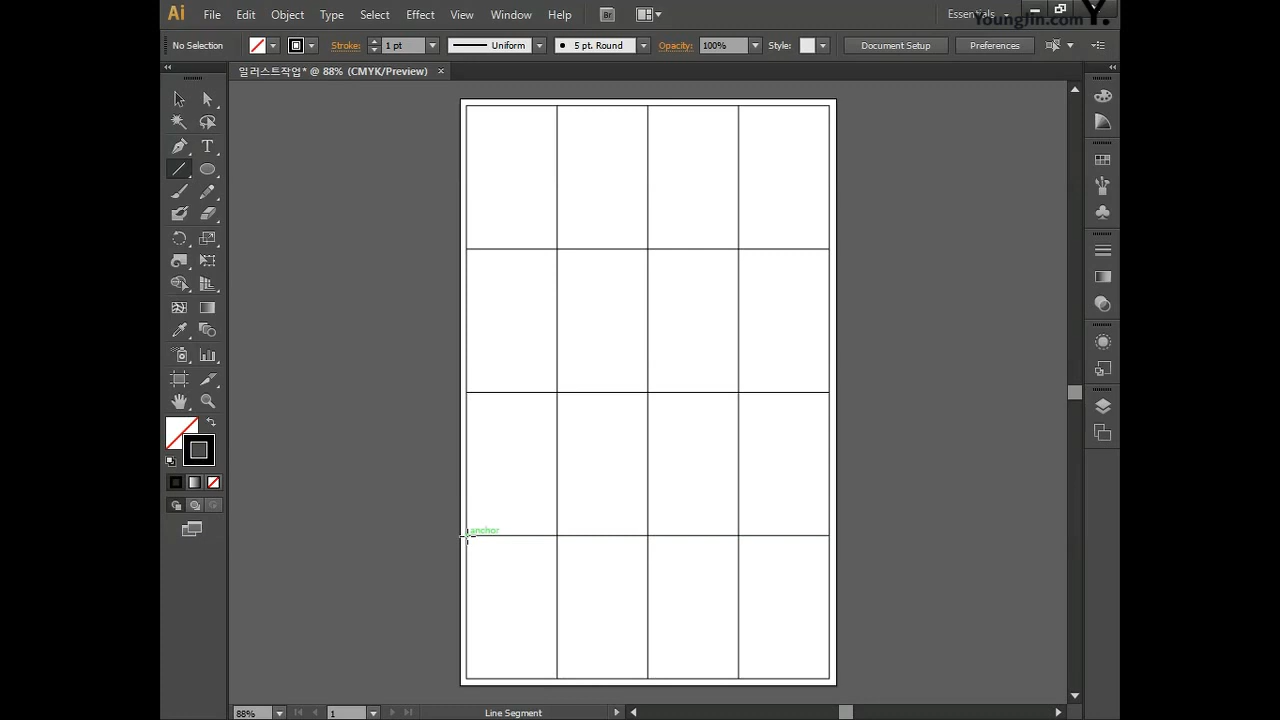 Ai File Edit Object Type Select Effect View Window Help Br Essentials
YoungJin.com Y.
No Selection Stroke: 1 pt Uniform 5 pt. Round Opacity: 100% Style: Document Setup Preferences
일러스트작업* @ 88% (CMYK/Preview) ×
T
anchor
88% 1 Line Segment